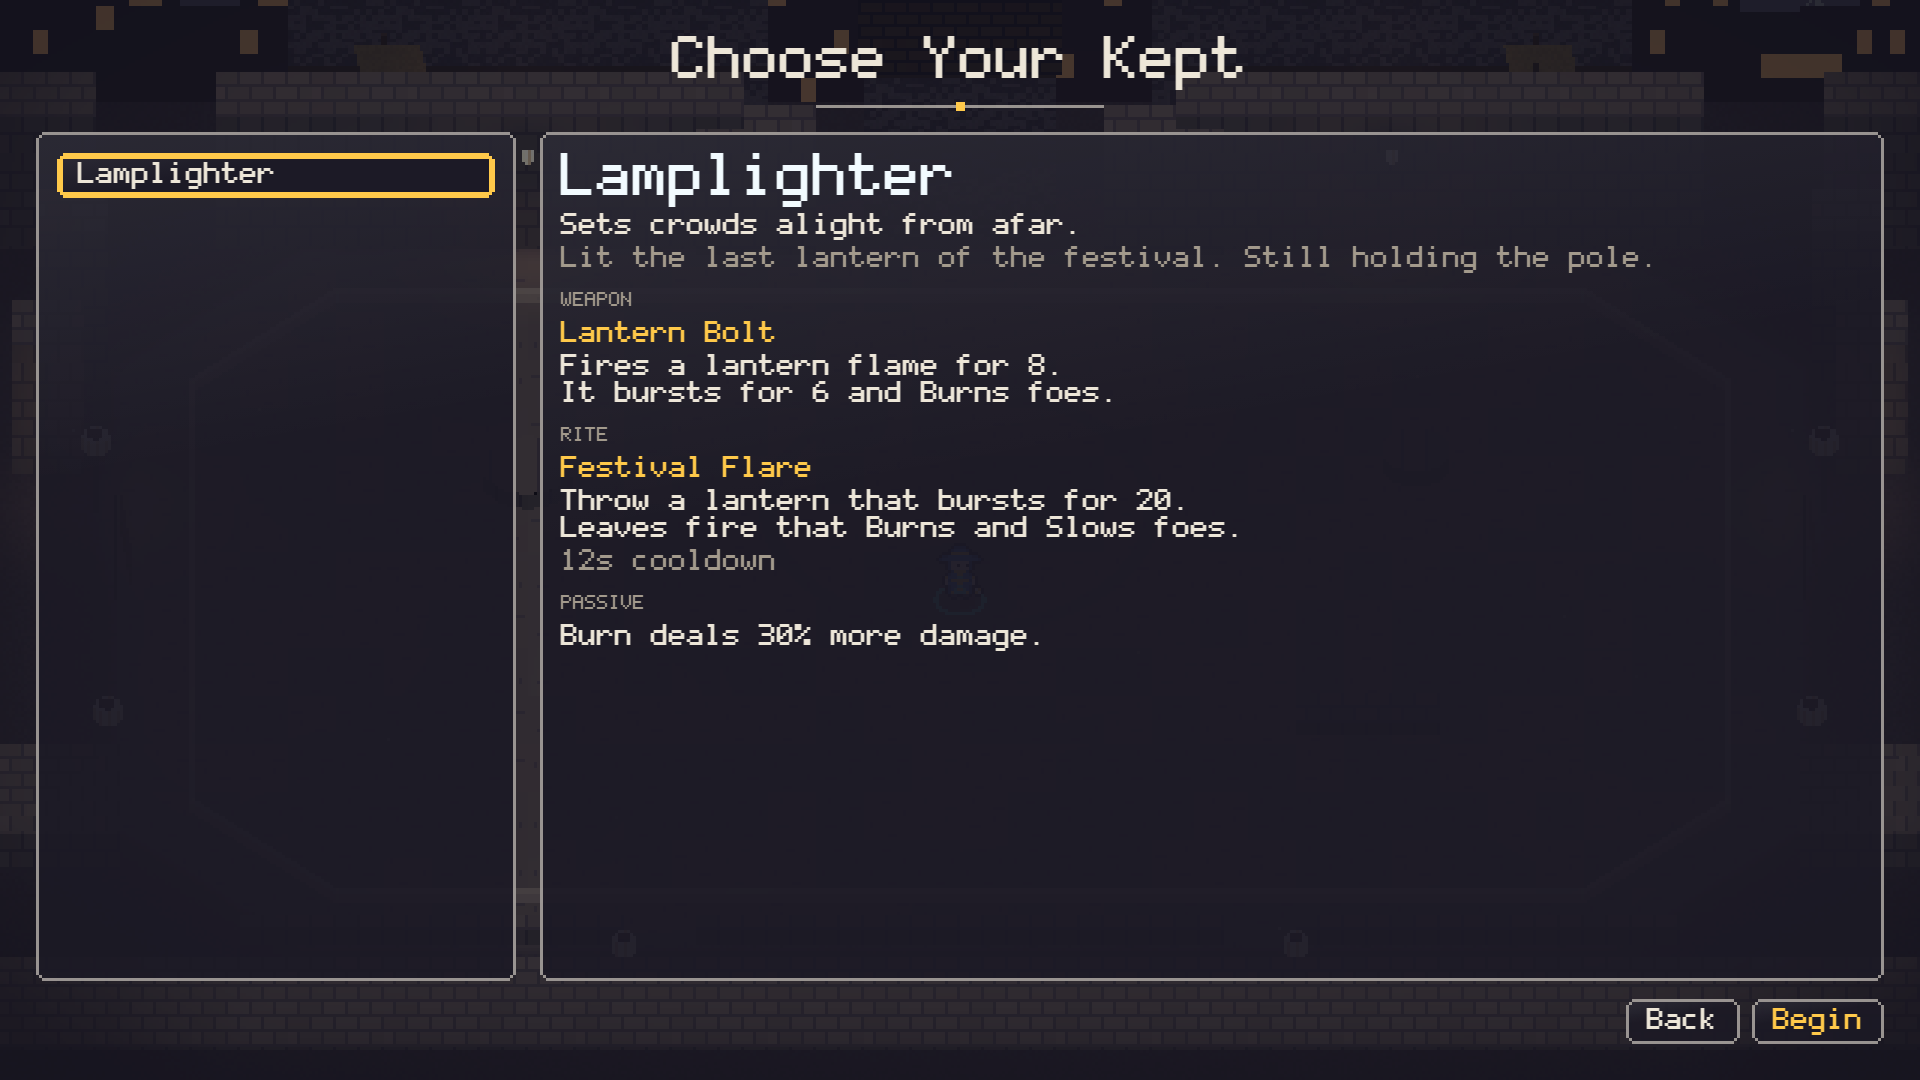 Choose Your Kept
Lamplighter
Lamplighter
Sets crowds alight from afar.
Lit the last lantern of the festival. Still holding the pole.
WEAPON
Lantern Bolt
Fires a lantern flame for 8.
It bursts for 6 and Burns foes.
RITE
Festival Flare
Throw a lantern that bursts for 20.
Leaves fire that Burns and Slows foes.
12s cooldown
PASSIVE
Burn deals 30% more damage.
Back
Begin